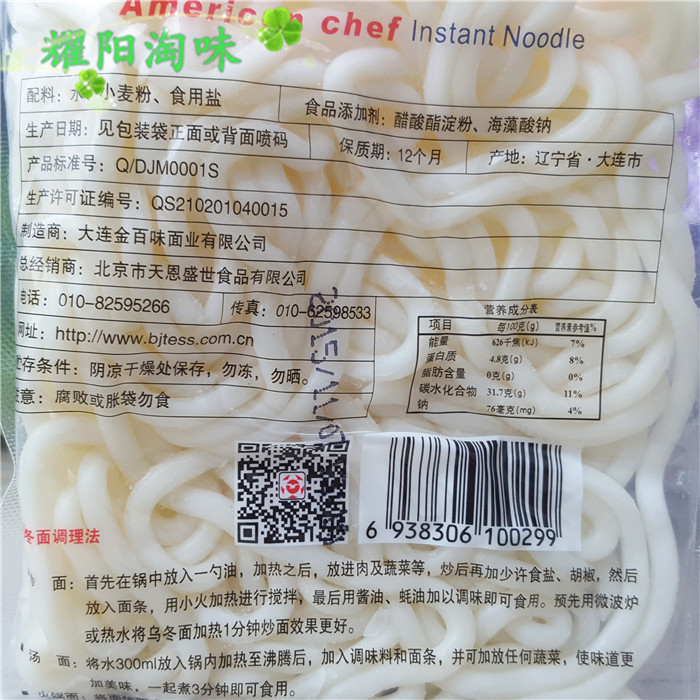 American chef Instant Noodle
耀阳淘味
配料：水、小麦粉、食用盐
食品添加剂：醋酸酯淀粉、海藻酸钠
生产日期：见包装袋正面或背面喷码
保质期：12个月
产地：辽宁省·大连市
产品标准号：Q/DJM0001S
生产许可证编号：QS210201040015
制造商：大连金百味面业有限公司
总经销商：北京市天恩盛世食品有限公司
电话：010-82595266
传真：010-62598533
网址：http://www.bjtess.com.cn
贮存条件：阴凉干燥处保存，勿冻，勿晒。
注意：腐败或胀袋勿食
营养成分表
项目 每100克(g) 营养素参考值%
能量 626千焦(KJ) 7%
蛋白质 4.8克(g) 8%
脂肪含量 0克(g) 0%
碳水化合物 31.7克(g) 11%
钠 76毫克(mg) 4%
6 938306 100299
冬面调理法
面：首先在锅中放入一勺油，加热之后，放进肉及蔬菜等，炒后再加少许食盐、胡椒，然后
放入面条，用小火加热进行搅拌，最后用酱油、蚝油加以调味即可食用。预先用微波炉
或热水将乌冬面加热1分钟炒面效果更好。
汤 面：将水300ml放入锅内加热至沸腾后，加入调味料和面条，并可加放任何蔬菜，使味道更
加美味，一起煮3分钟即可食用。